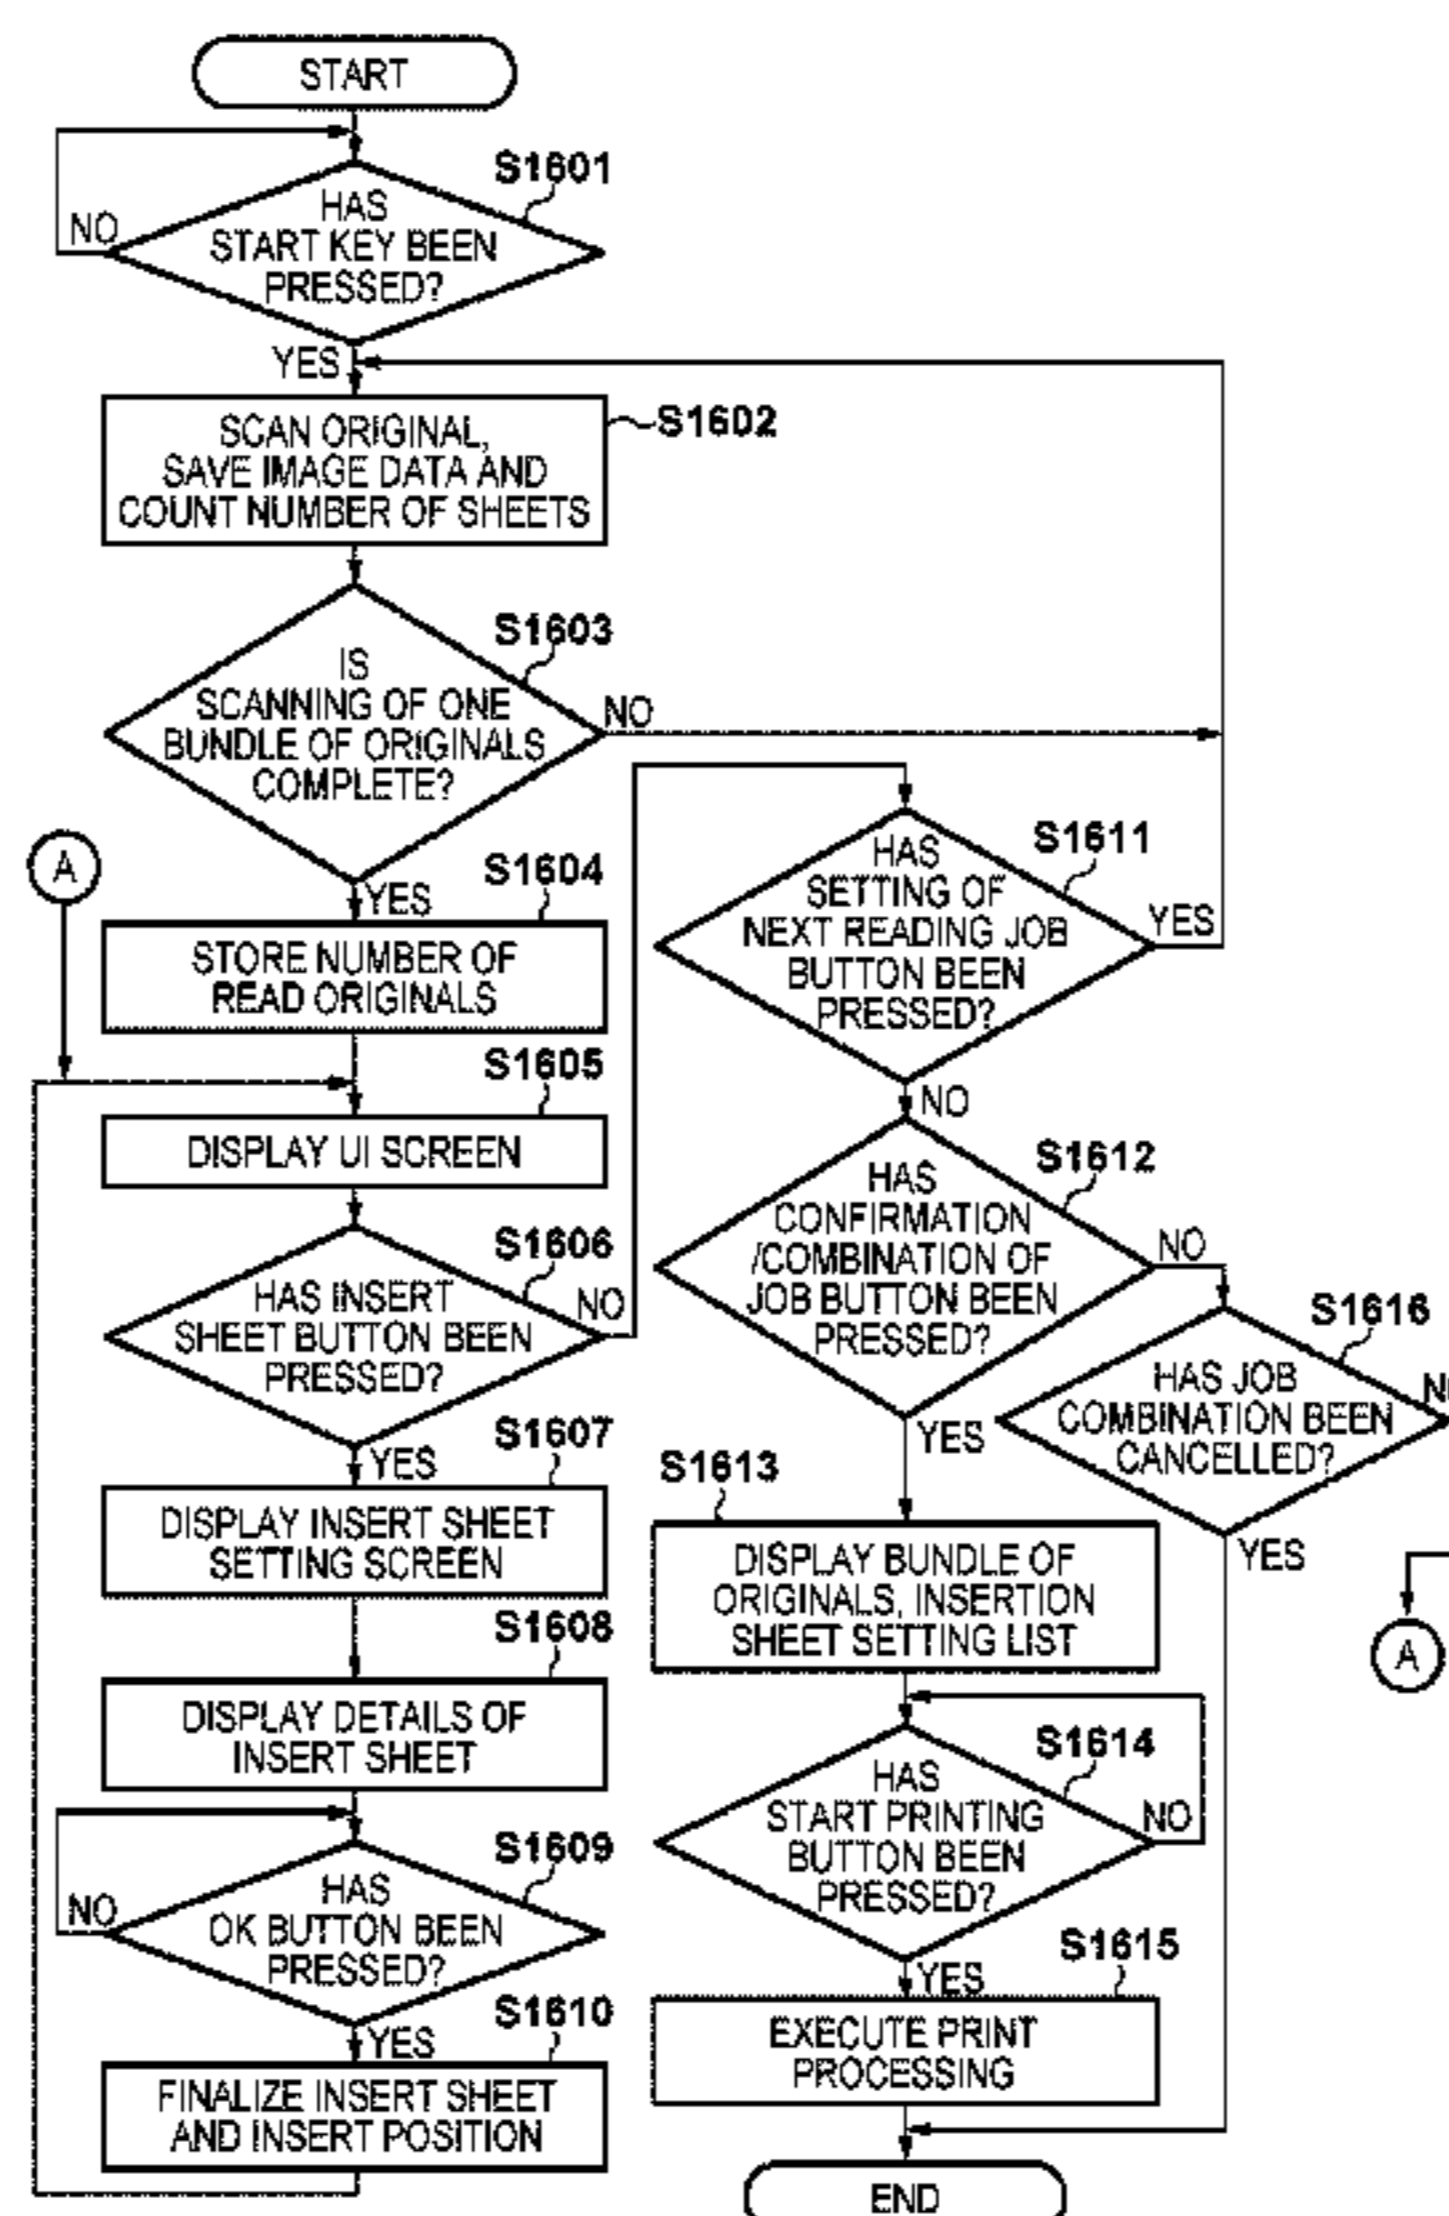 START
S1601
HAS
START KEY BEEN
PRESSED?
NO
YES
SCAN ORIGINAL,
SAVE IMAGE DATA AND
COUNT NUMBER OF SHEETS
S1602
S1603
IS
SCANNING OF ONE
BUNDLE OF ORIGINALS
COMPLETE?
NO
YES
A
S1604
STORE NUMBER OF
READ ORIGINALS
S1605
DISPLAY UI SCREEN
S1606
HAS INSERT
SHEET BUTTON BEEN
PRESSED?
NO
YES
S1607
DISPLAY INSERT SHEET
SETTING SCREEN
S1608
DISPLAY DETAILS OF
INSERT SHEET
S1609
HAS
OK BUTTON BEEN
PRESSED?
NO
YES
S1610
FINALIZE INSERT SHEET
AND INSERT POSITION
S1611
HAS
SETTING OF
NEXT READING JOB
BUTTON BEEN
PRESSED?
YES
NO
S1612
HAS
CONFIRMATION
/COMBINATION OF
JOB BUTTON BEEN
PRESSED?
NO
YES
S1616
HAS JOB
COMBINATION BEEN
CANCELLED?
YES
A
S1613
DISPLAY BUNDLE OF
ORIGINALS, INSERTION
SHEET SETTING LIST
S1614
HAS
START PRINTING
BUTTON BEEN
PRESSED?
NO
YES
S1615
EXECUTE PRINT
PROCESSING
END